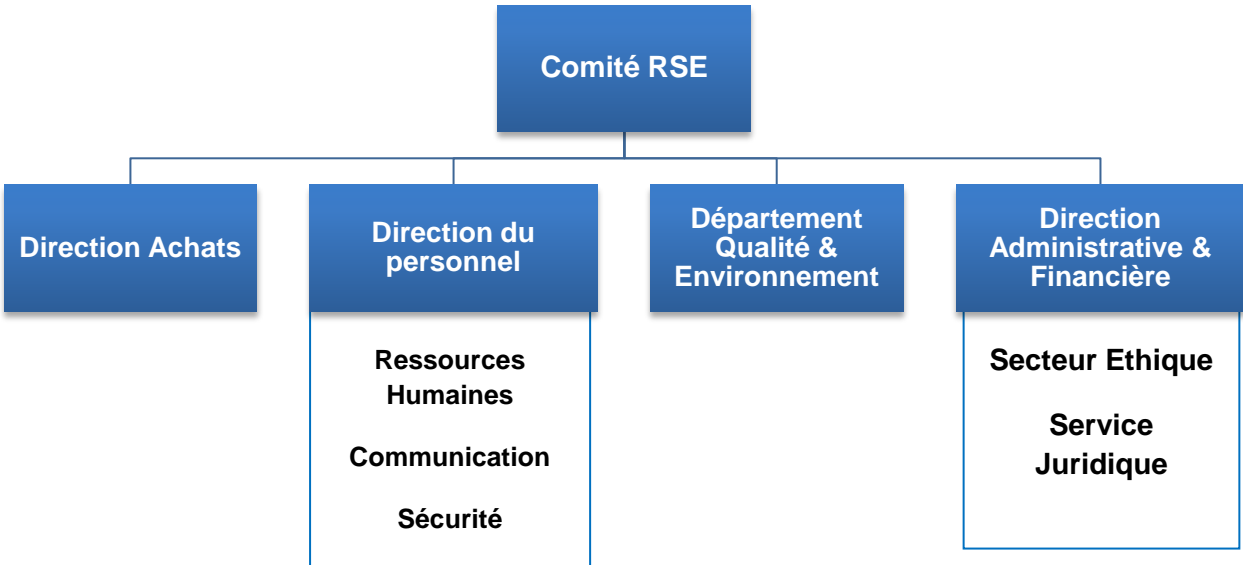 Comité RSE
Direction Achats
Direction du
personnel
Département
Qualité &
Environnement
Direction
Administrative &
Financière
Ressources
Humaines
Communication
Sécurité
Secteur Ethique
Service
Juridique